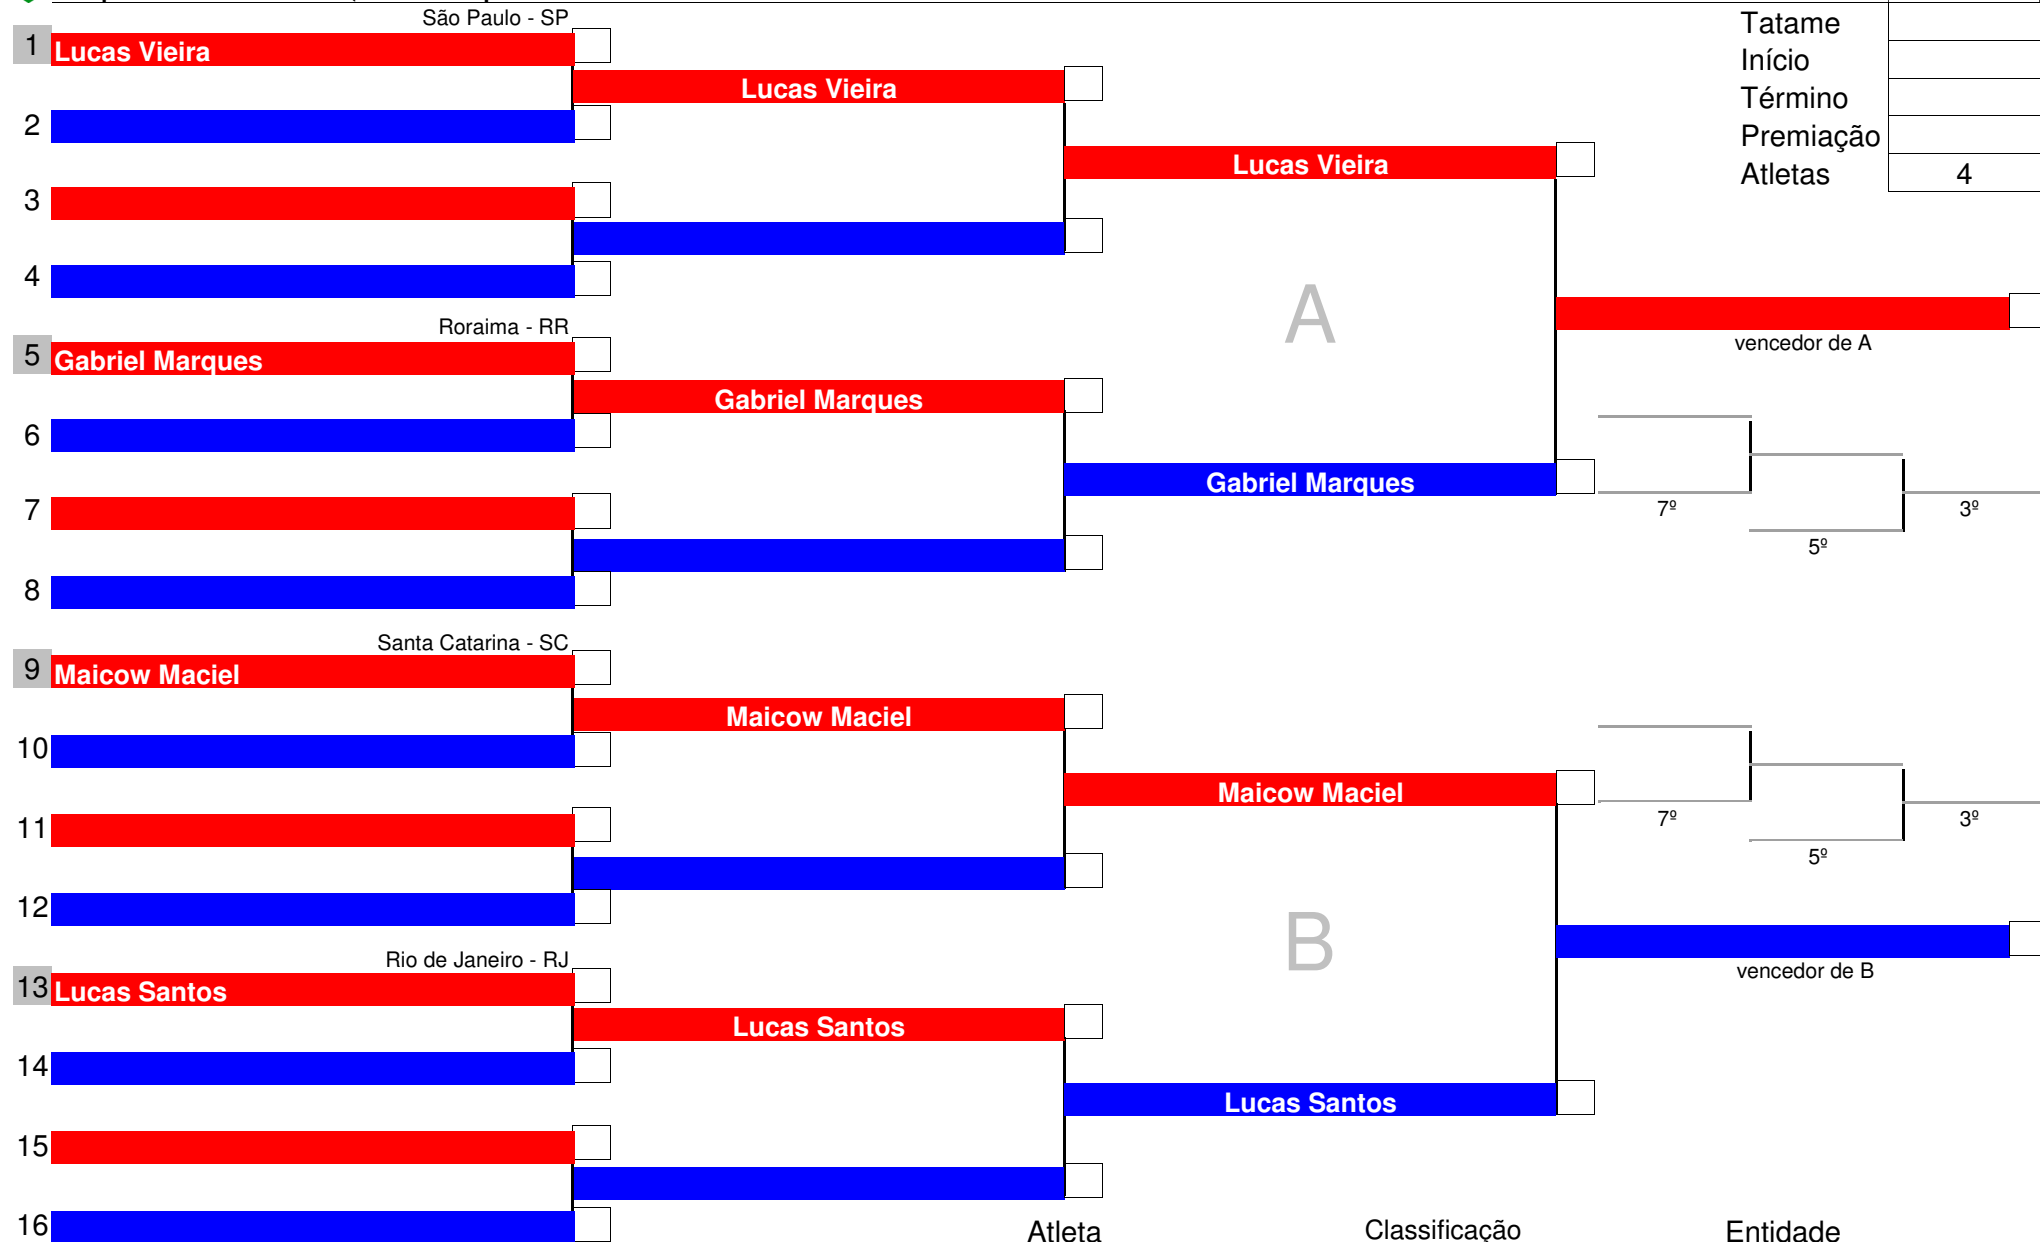 São Paulo - SP
Tatame
1 Lucas Vieira
Início
Lucas Vieira
Término
2
Premiação
Lucas Vieira
Atletas 4
3
4
A
Roraima - RR
vencedor de A
5 Gabriel Marques
Gabriel Marques
6
Gabriel Marques
7
7º 3º
5º
8
Santa Catarina - SC
9 Maicow Maciel
Maicow Maciel
10
Maicow Maciel
11
7º 3º
5º
12
B
Rio de Janeiro - RJ
vencedor de B
13 Lucas Santos
Lucas Santos
14
Lucas Santos
15
16
Atleta Classificação Entidade